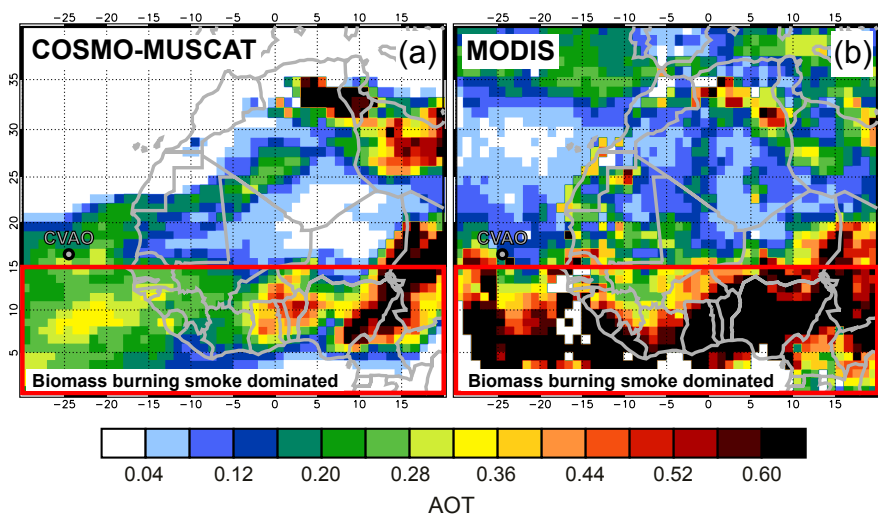 COSMO-MUSCAT (a)
MODIS (b)
-25 -20 -15 -10 -5 0 5 10 15
-25 -20 -15 -10 -5 0 5 10 15
35
30
25
20
15
10
5
CVAO
CVAO
Biomass burning smoke dominated
Biomass burning smoke dominated
-25 -20 -15 -10 -5 0 5 10 15
-25 -20 -15 -10 -5 0 5 10 15
0.04 0.12 0.20 0.28 0.36 0.44 0.52 0.60
AOT